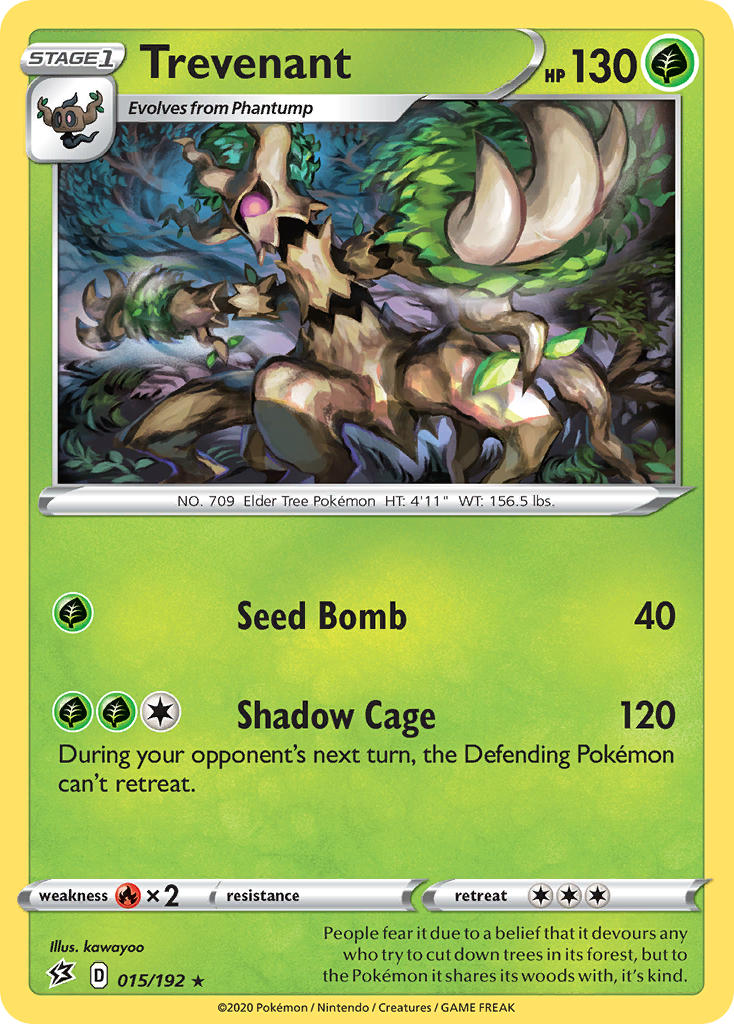 STAGE 1
Trevenant
HP 130
Evolves from Phantump
NO. 709 Elder Tree Pokémon HT: 4'11" WT: 156.5 lbs.
Seed Bomb 40
Shadow Cage 120
During your opponent's next turn, the Defending Pokémon
can't retreat.
weakness ×2 resistance retreat
Illus. kawayoo
D 015/192 ★
People fear it due to a belief that it devours any
who try to cut down trees in its forest, but to
the Pokémon it shares its woods with, it's kind.
©2020 Pokémon / Nintendo / Creatures / GAME FREAK